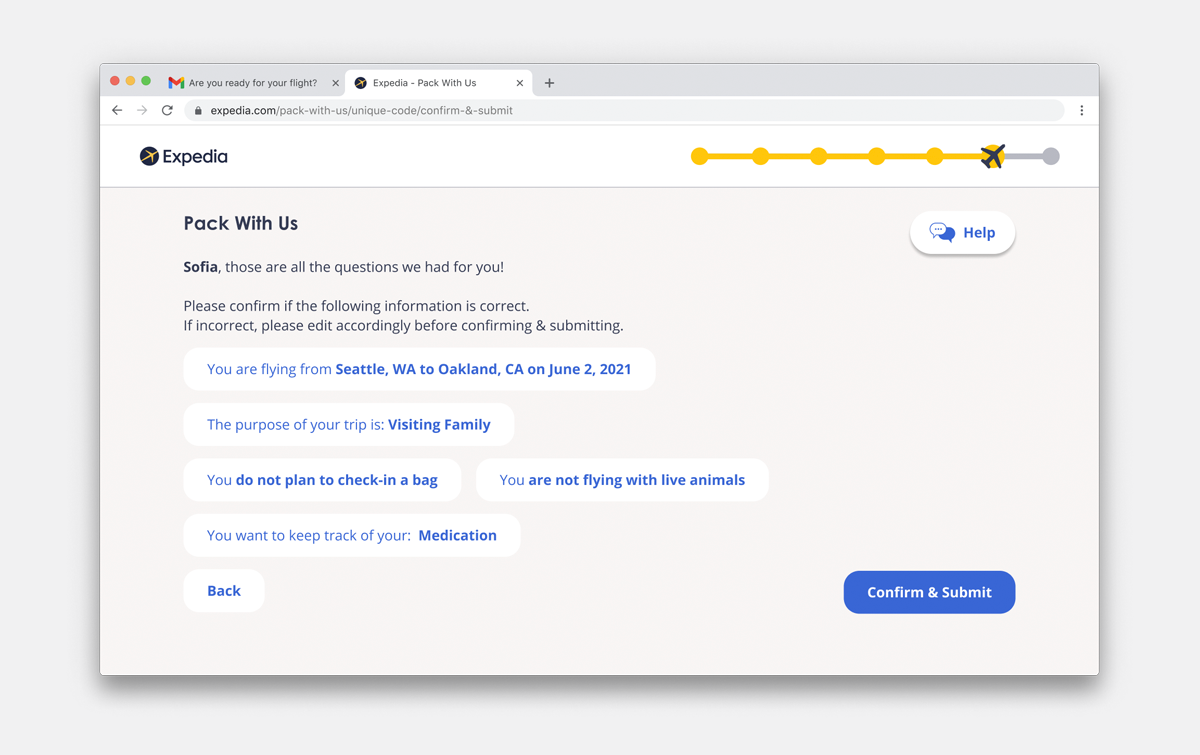 Are you ready for your flight?
Expedia - Pack With Us
expedia.com/pack-with-us/unique-code/confirm-&-submit
Expedia
Pack With Us
Help
Sofia, those are all the questions we had for you!
Please confirm if the following information is correct.
If incorrect, please edit accordingly before confirming & submitting.
You are flying from Seattle, WA to Oakland, CA on June 2, 2021
The purpose of your trip is: Visiting Family
You do not plan to check-in a bag
You are not flying with live animals
You want to keep track of your: Medication
Back
Confirm & Submit